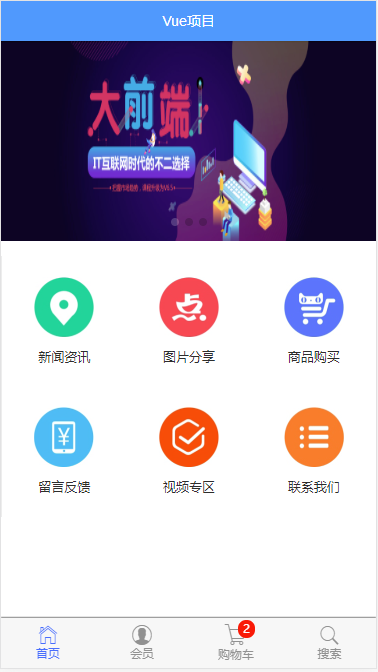 Vue项目
大前端
IT互联网时代的不二选择
新闻资讯
图片分享
商品购买
留言反馈
视频专区
联系我们
2
首页
会员
购物车
搜索